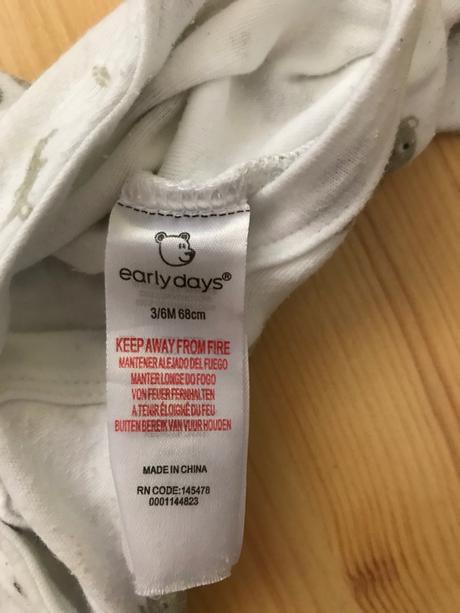 earlydays®
3/6M 68cm
KEEP AWAY FROM FIRE
MANTENER ALEJADO DEL FUEGO
MANTER LONGE DO FOGO
VON FEUER FERNHALTEN
A TENIR ÉLOIGNÉ DU FEU
BUITEN BEREIK VAN VUUR HOUDEN
MADE IN CHINA
RN CODE:145478
0001144823